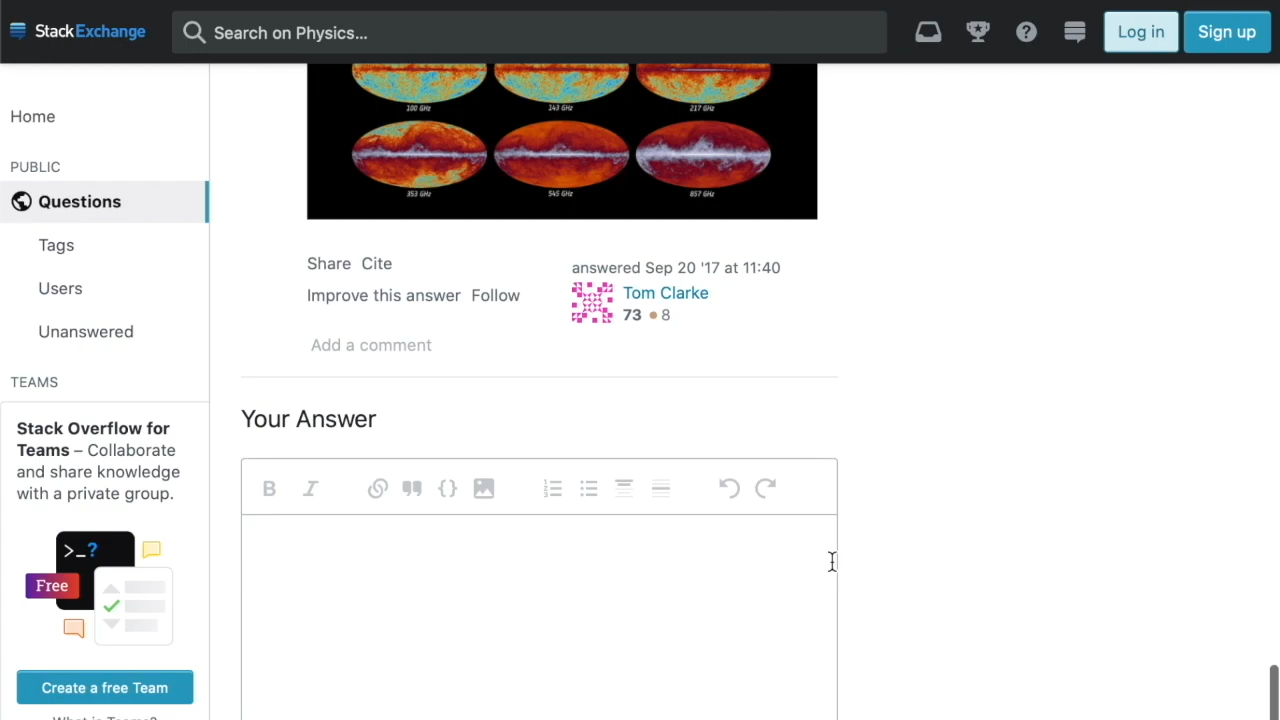 StackExchange
Search on Physics...
Log in
Sign up
Home
PUBLIC
Questions
Tags
Users
Unanswered
TEAMS
Stack Overflow for
Teams – Collaborate
and share knowledge
with a private group.
>_?
Free
Create a free Team
What is Teams?
100 GHz
143 GHz
217 GHz
353 GHz
545 GHz
857 GHz
Share Cite
Improve this answer Follow
answered Sep 20 '17 at 11:40
Tom Clarke
73 8
Add a comment
Your Answer
B I